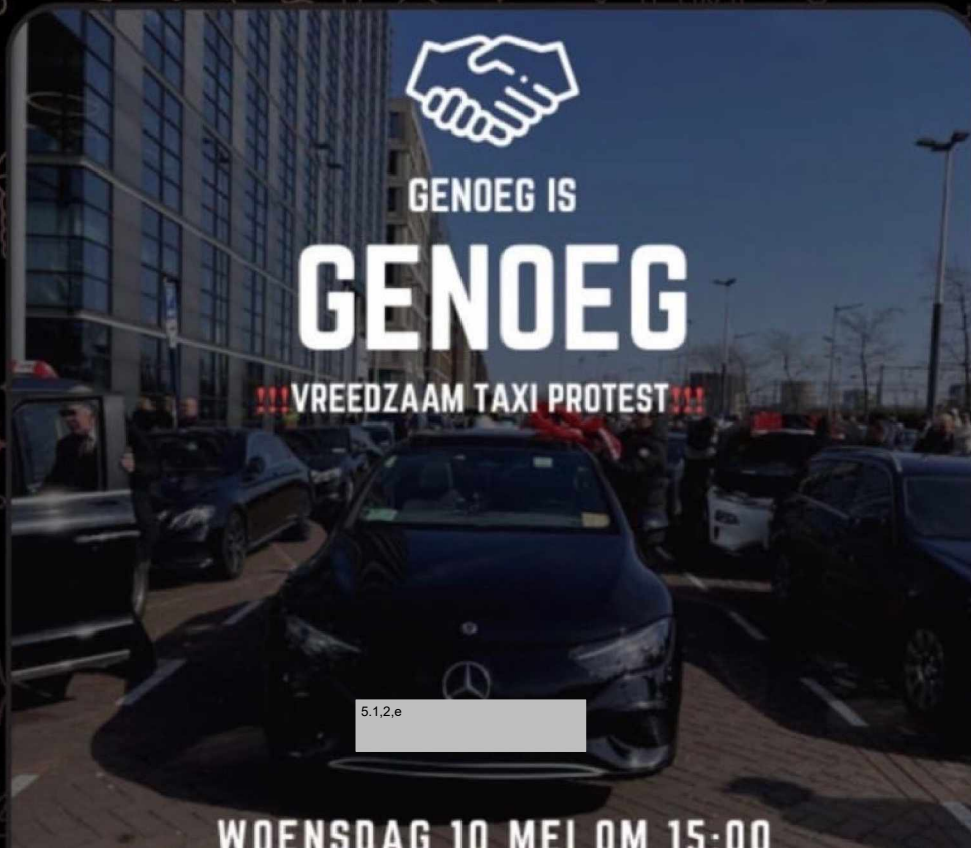 GENOEG IS
GENOEG
!!!VREEDZAAM TAXI PROTEST!!!
5.1,2,e
WOENSDAG 10 MEI OM 15:00